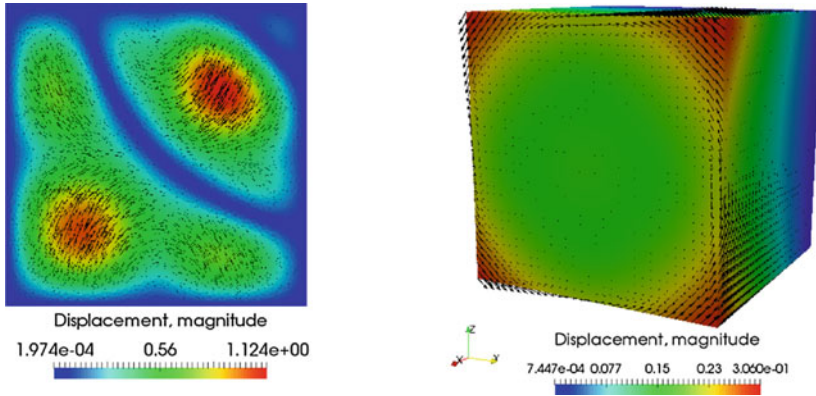 Displacement, magnitude
1.974e-04 0.56 1.124e+00
Z
X Y
Displacement, magnitude
7.447e-04 0.077 0.15 0.23 3.060e-01